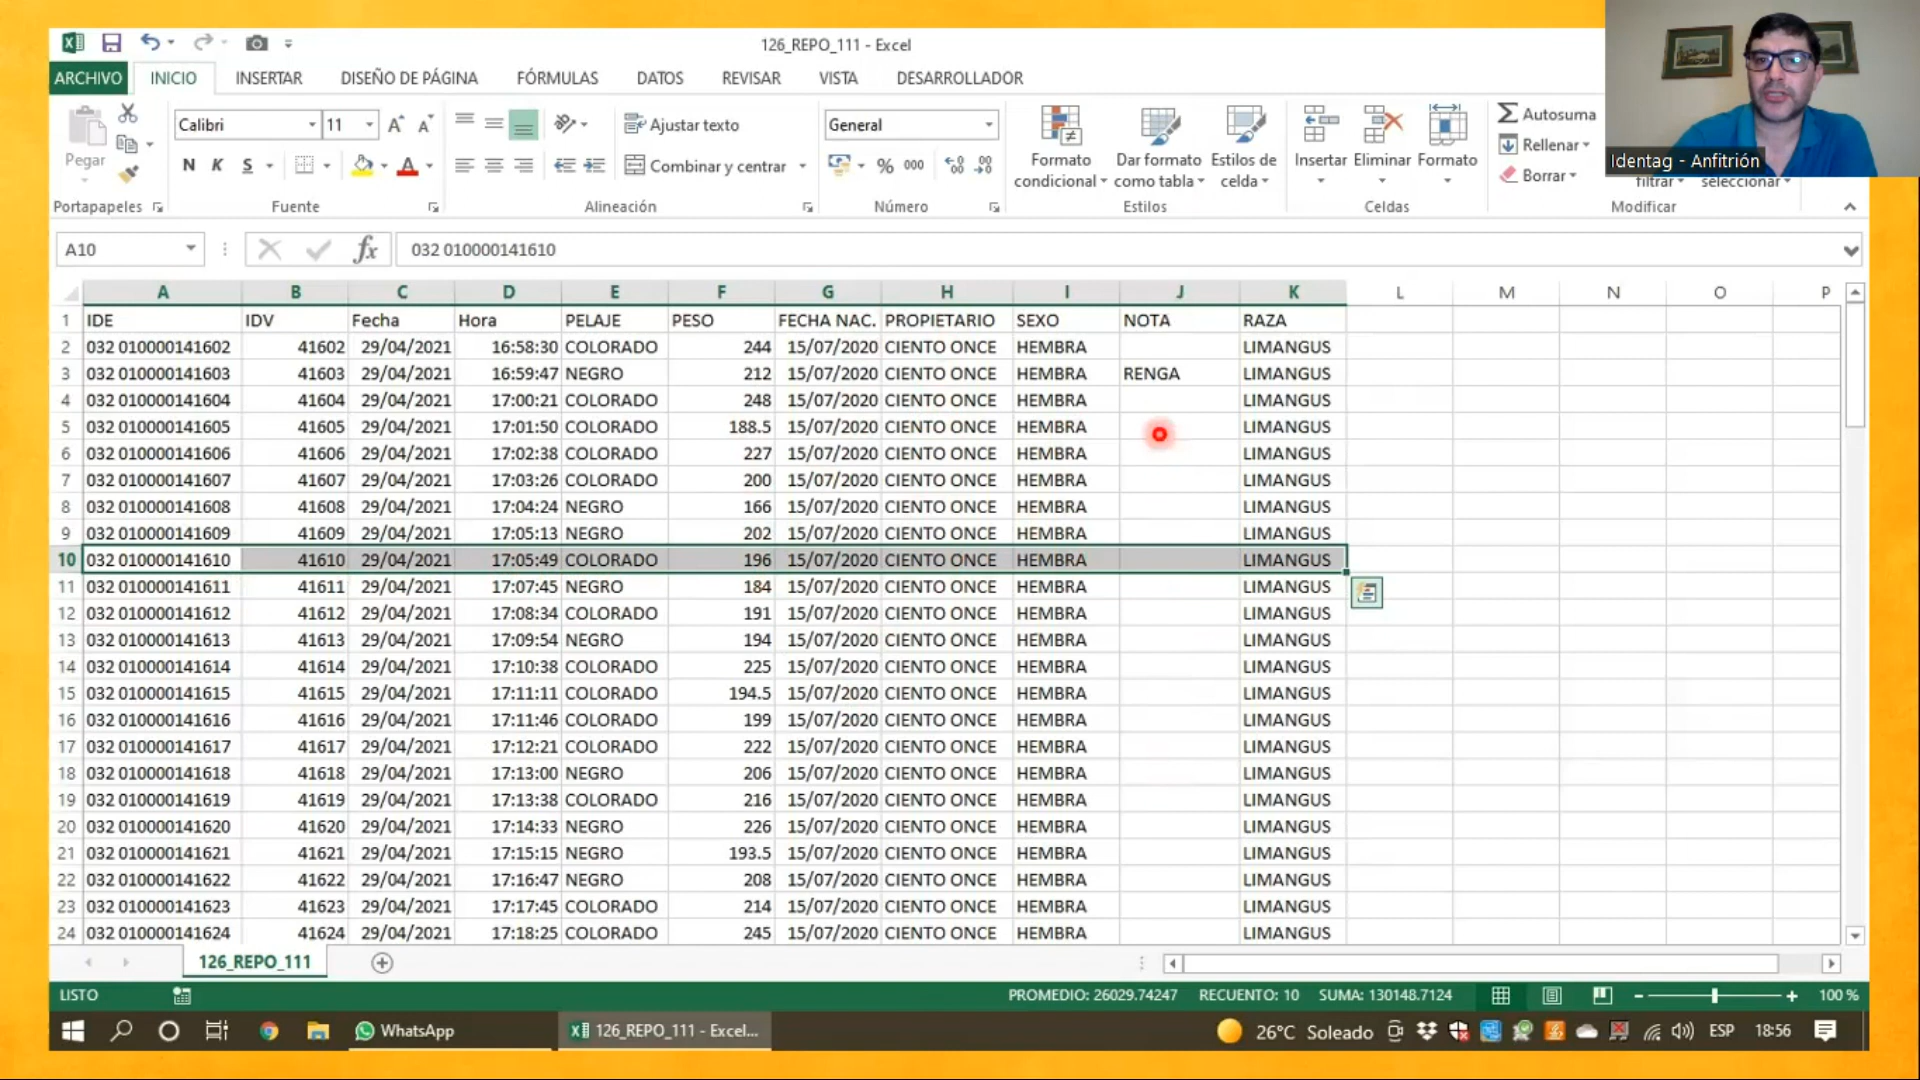 126_REPO_111 - Excel
ARCHIVO INICIO INSERTAR DISEÑO DE PÁGINA FÓRMULAS DATOS REVISAR VISTA DESARROLLADOR
Pegar
Portapapeles
Calibri 11
N K S
Fuente
Ajustar texto
Combinar y centrar
Alineación
General
% 000
Número
Formato condicional
Dar formato como tabla
Estilos de celda
Estilos
Insertar Eliminar Formato
Celdas
Autosuma
Rellenar
Borrar
filtrar seleccionar
Modificar
Identag - Anfitrión
A10 fx 032 010000141610
A B C D E F G H I J K L M N O P
1 IDE IDV Fecha Hora PELAJE PESO FECHA NAC. PROPIETARIO SEXO NOTA RAZA
2 032 010000141602 41602 29/04/2021 16:58:30 COLORADO 244 15/07/2020 CIENTO ONCE HEMBRA LIMANGUS
3 032 010000141603 41603 29/04/2021 16:59:47 NEGRO 212 15/07/2020 CIENTO ONCE HEMBRA RENGA LIMANGUS
4 032 010000141604 41604 29/04/2021 17:00:21 COLORADO 248 15/07/2020 CIENTO ONCE HEMBRA LIMANGUS
5 032 010000141605 41605 29/04/2021 17:01:50 COLORADO 188.5 15/07/2020 CIENTO ONCE HEMBRA LIMANGUS
6 032 010000141606 41606 29/04/2021 17:02:38 COLORADO 227 15/07/2020 CIENTO ONCE HEMBRA LIMANGUS
7 032 010000141607 41607 29/04/2021 17:03:26 COLORADO 200 15/07/2020 CIENTO ONCE HEMBRA LIMANGUS
8 032 010000141608 41608 29/04/2021 17:04:24 NEGRO 166 15/07/2020 CIENTO ONCE HEMBRA LIMANGUS
9 032 010000141609 41609 29/04/2021 17:05:13 NEGRO 202 15/07/2020 CIENTO ONCE HEMBRA LIMANGUS
10 032 010000141610 41610 29/04/2021 17:05:49 COLORADO 196 15/07/2020 CIENTO ONCE HEMBRA LIMANGUS
11 032 010000141611 41611 29/04/2021 17:07:45 NEGRO 184 15/07/2020 CIENTO ONCE HEMBRA LIMANGUS
12 032 010000141612 41612 29/04/2021 17:08:34 COLORADO 191 15/07/2020 CIENTO ONCE HEMBRA LIMANGUS
13 032 010000141613 41613 29/04/2021 17:09:54 NEGRO 194 15/07/2020 CIENTO ONCE HEMBRA LIMANGUS
14 032 010000141614 41614 29/04/2021 17:10:38 COLORADO 225 15/07/2020 CIENTO ONCE HEMBRA LIMANGUS
15 032 010000141615 41615 29/04/2021 17:11:11 COLORADO 194.5 15/07/2020 CIENTO ONCE HEMBRA LIMANGUS
16 032 010000141616 41616 29/04/2021 17:11:46 COLORADO 199 15/07/2020 CIENTO ONCE HEMBRA LIMANGUS
17 032 010000141617 41617 29/04/2021 17:12:21 COLORADO 222 15/07/2020 CIENTO ONCE HEMBRA LIMANGUS
18 032 010000141618 41618 29/04/2021 17:13:00 NEGRO 206 15/07/2020 CIENTO ONCE HEMBRA LIMANGUS
19 032 010000141619 41619 29/04/2021 17:13:38 COLORADO 216 15/07/2020 CIENTO ONCE HEMBRA LIMANGUS
20 032 010000141620 41620 29/04/2021 17:14:33 NEGRO 226 15/07/2020 CIENTO ONCE HEMBRA LIMANGUS
21 032 010000141621 41621 29/04/2021 17:15:15 NEGRO 193.5 15/07/2020 CIENTO ONCE HEMBRA LIMANGUS
22 032 010000141622 41622 29/04/2021 17:16:47 NEGRO 208 15/07/2020 CIENTO ONCE HEMBRA LIMANGUS
23 032 010000141623 41623 29/04/2021 17:17:45 COLORADO 214 15/07/2020 CIENTO ONCE HEMBRA LIMANGUS
24 032 010000141624 41624 29/04/2021 17:18:25 COLORADO 245 15/07/2020 CIENTO ONCE HEMBRA LIMANGUS
126_REPO_111
LISTO PROMEDIO: 26029.74247 RECUENTO: 10 SUMA: 130148.7124 100 %
WhatsApp 126_REPO_111 - Excel... 26°C Soleado ESP 18:56